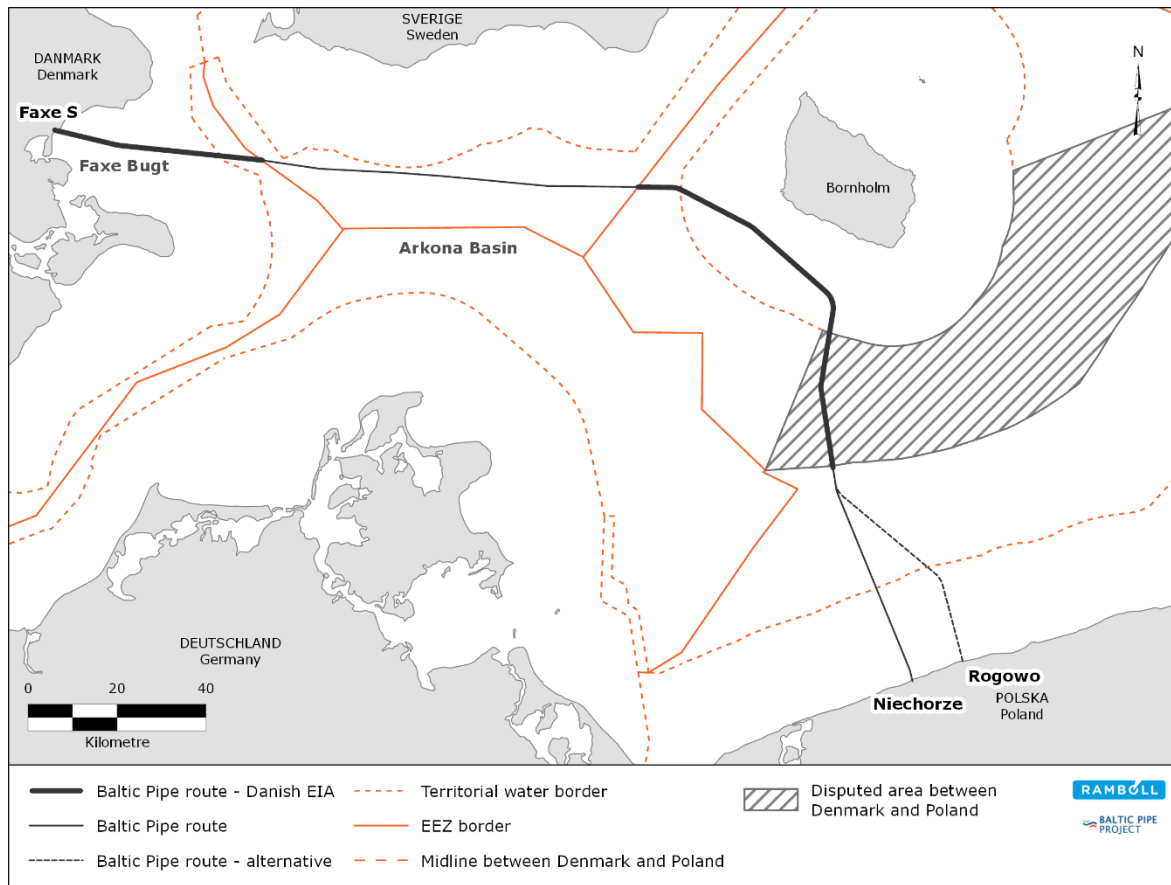 SVERIGE
Sweden
DANMARK
Denmark
N
Faxe S
Faxe Bugt
Bornholm
Arkona Basin
DEUTSCHLAND
Germany
0 20 40
Kilometre
Rogowo
Niechorze
POLSKA
Poland
Baltic Pipe route - Danish EIA
Baltic Pipe route
Baltic Pipe route - alternative
Territorial water border
EEZ border
Midline between Denmark and Poland
Disputed area between
Denmark and Poland
RAMBOLL
BALTIC PIPE
PROJECT